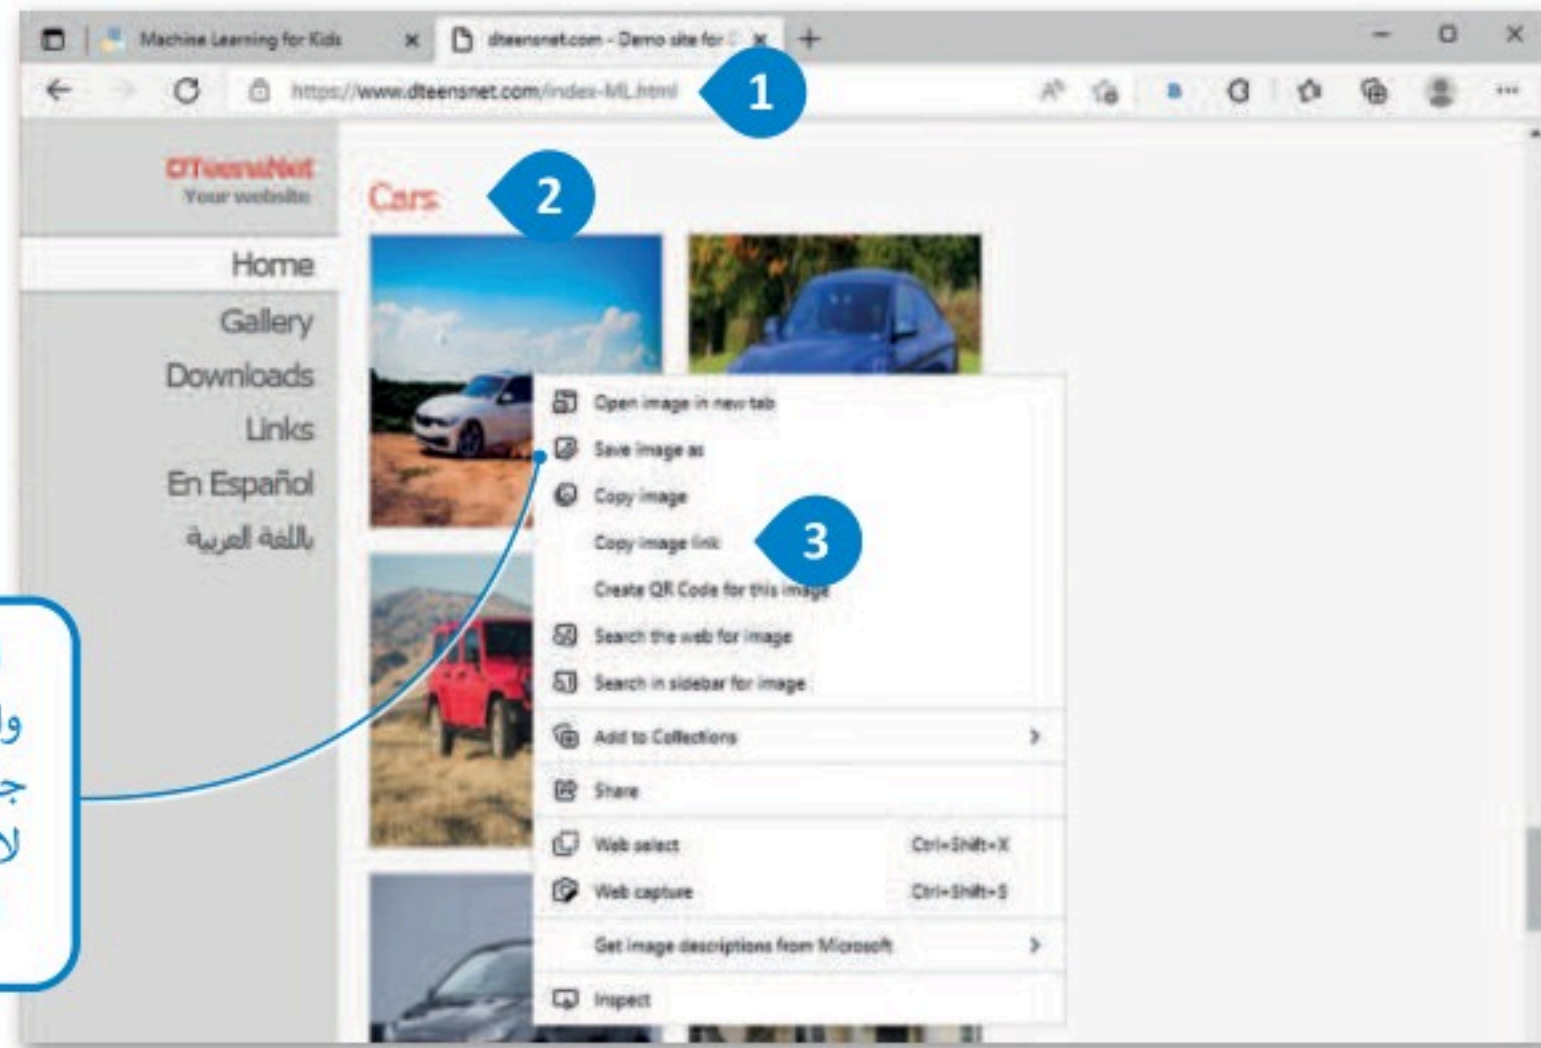 Machine Learning for Kids
dteensnet.com - Demo site for
https://www.dteensnet.com/index-ML.html
1
DTeensNet
Your website
Home
Gallery
Downloads
Links
En Español
باللغة العربية
Cars
2
Open image in new tab
Save image as
Copy image
Copy image link
3
Create QR Code for this image
Search the web for image
Search in sidebar for image
Add to Collections
Share
Web select Ctrl+Shift+X
Web capture Ctrl+Shift+S
Get image descriptions from Microsoft
Inspect